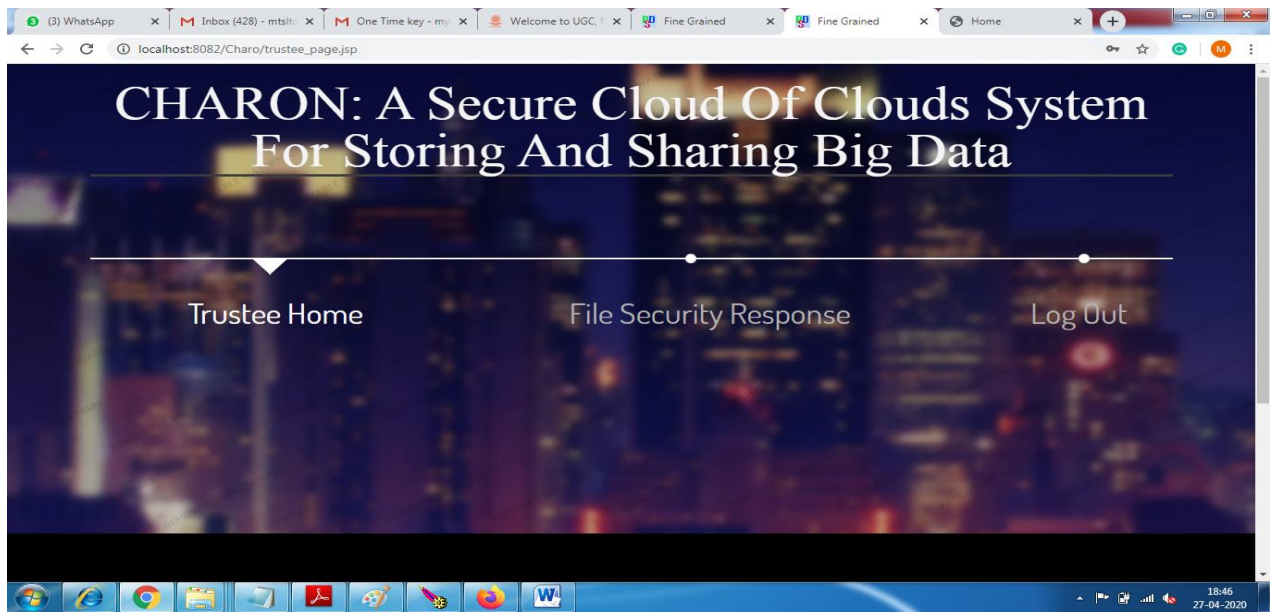 (3) WhatsApp
Inbox (428) - mtslto
One Time key - my
Welcome to UGC,
Fine Grained
Fine Grained
Home
localhost:8082/Charo/trustee_page.jsp
M
CHARON: A Secure Cloud Of Clouds System
For Storing And Sharing Big Data
Trustee Home
File Security Response
Log Out
18:46
27-04-2020